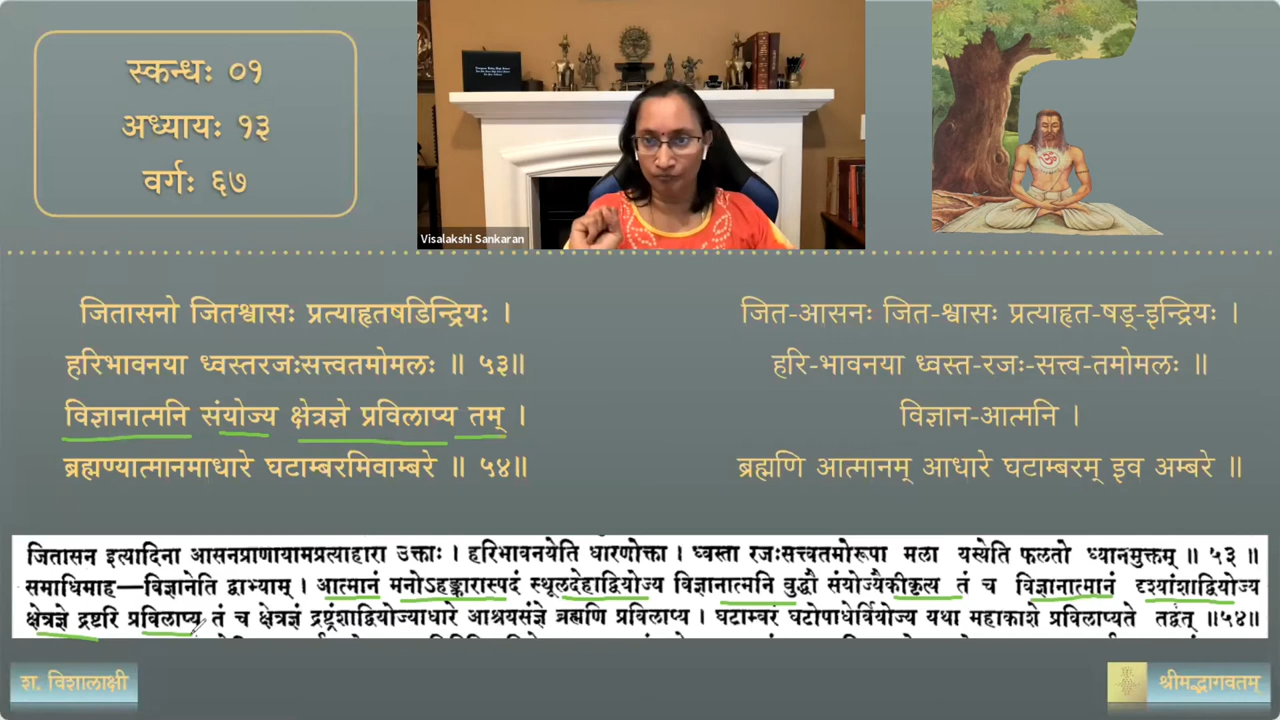 स्कन्धः ०१
अध्यायः १३
वर्गः ६७
Visalakshi Sankaran
जितासनो जितश्वासः प्रत्याहृतषडिन्द्रियः ।
हरिभावनया ध्वस्तरजःसत्त्वतमोमलः ॥ ५३॥
विज्ञानात्मनि संयोज्य क्षेत्रज्ञे प्रविलाप्य तम् ।
ब्रह्मण्यात्मानमाधारे घटाम्बरमिवाम्बरे ॥ ५४॥
जित-आसनः जित-श्वासः प्रत्याहृत-षड्-इन्द्रियः ।
हरि-भावनया ध्वस्त-रजः-सत्त्व-तमोमलः ॥
विज्ञान-आत्मनि ।
ब्रह्मणि आत्मानम् आधारे घटाम्बरम् इव अम्बरे ॥
जितासन इत्यादिना आसनप्राणायामप्रत्याहारा उक्ताः । हरिभावनयेति धारणोक्ता । ध्वस्ता रजःसत्त्वतमोरूपा मला यस्येति फलतो ध्यानमुक्तम् ॥ ५३ ॥
समाधिमाह—विज्ञानेति द्वाभ्याम् । आत्मानं मनोऽहङ्कारास्पदं स्थूलदेहाद्वियोज्य विज्ञानात्मनि बुद्धौ संयोज्यैकीकृत्य तं च विज्ञानात्मानं दृश्यांशाद्वियोज्य
क्षेत्रज्ञे द्रष्टरि प्रविलाप्य तं च क्षेत्रज्ञं द्रष्ट्रंशाद्वियोज्याधारे आश्रयसंज्ञे ब्रह्मणि प्रविलाप्य । घटाम्बरं घटोपाधेर्वियोज्य यथा महाकाशे प्रविलाप्यते तद्वत् ॥५४॥
श. विशालाक्षी
श्रीमद्भागवतम्